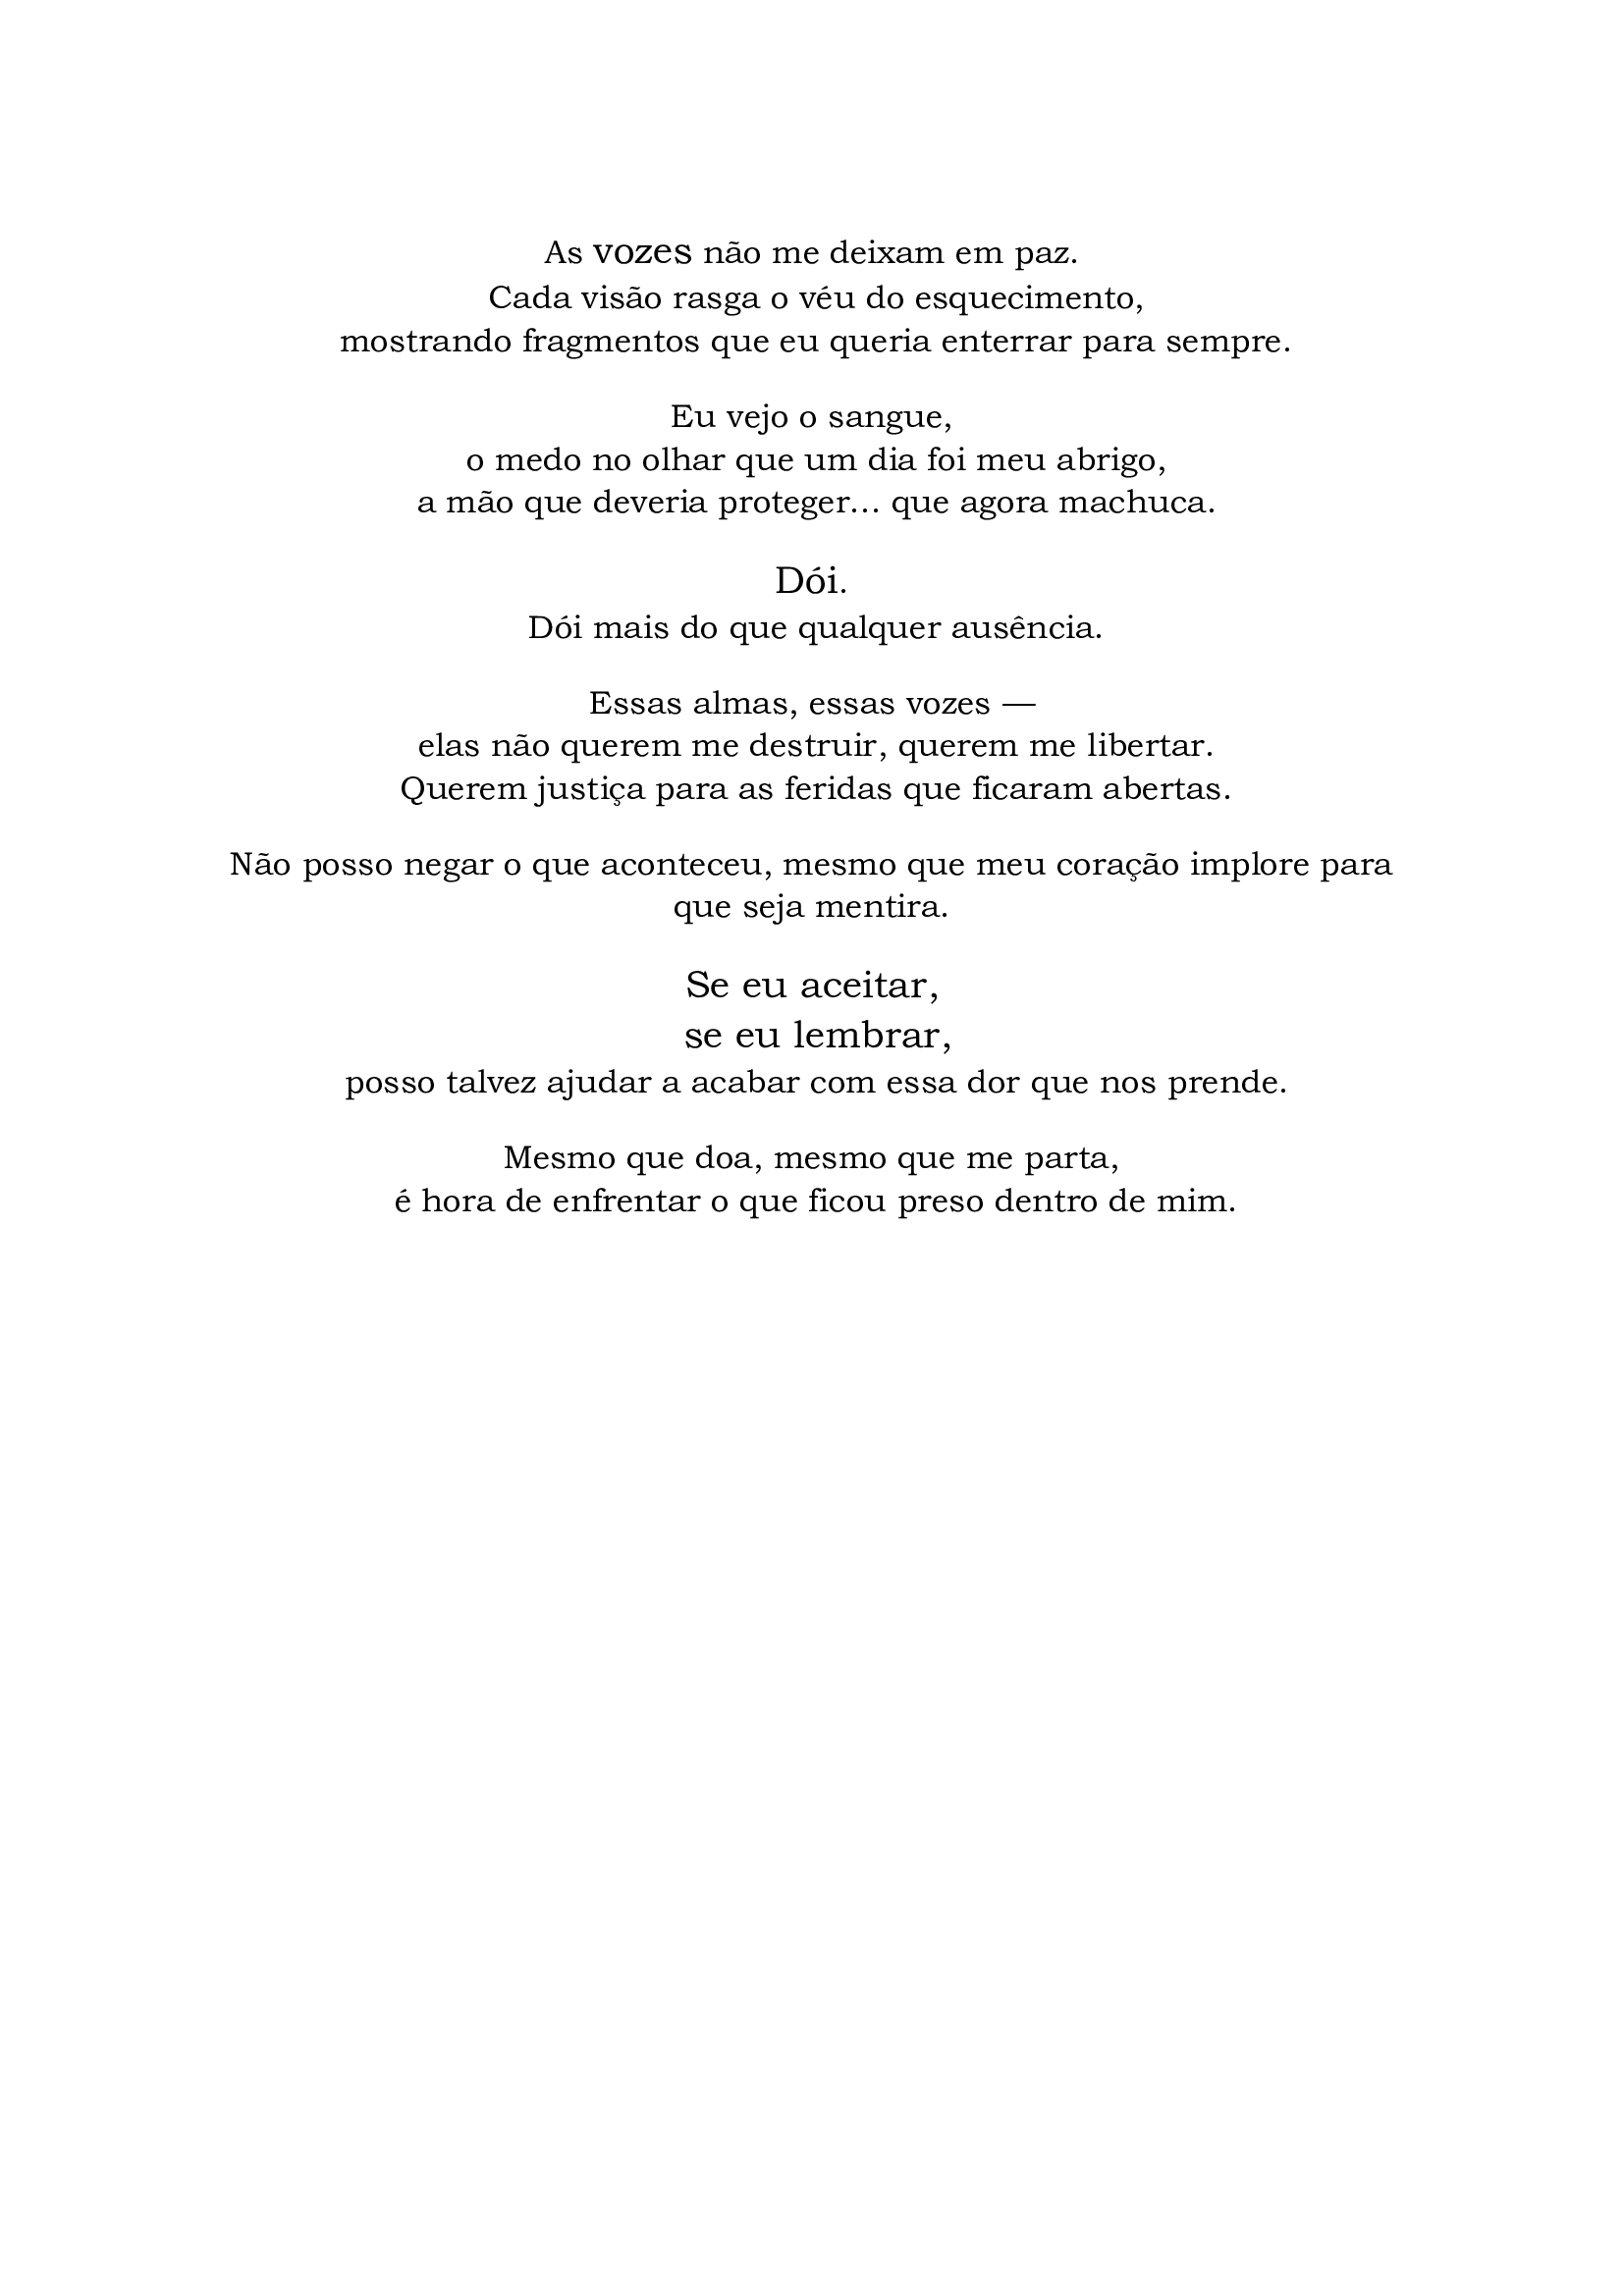 As vozes não me deixam em paz.
Cada visão rasga o véu do esquecimento,
mostrando fragmentos que eu queria enterrar para sempre.
Eu vejo o sangue,
o medo no olhar que um dia foi meu abrigo,
a mão que deveria proteger... que agora machuca.
Dói.
Dói mais do que qualquer ausência.
Essas almas, essas vozes —
elas não querem me destruir, querem me libertar.
Querem justiça para as feridas que ficaram abertas.
Não posso negar o que aconteceu, mesmo que meu coração implore para
que seja mentira.
Se eu aceitar,
se eu lembrar,
posso talvez ajudar a acabar com essa dor que nos prende.
Mesmo que doa, mesmo que me parta,
é hora de enfrentar o que ficou preso dentro de mim.